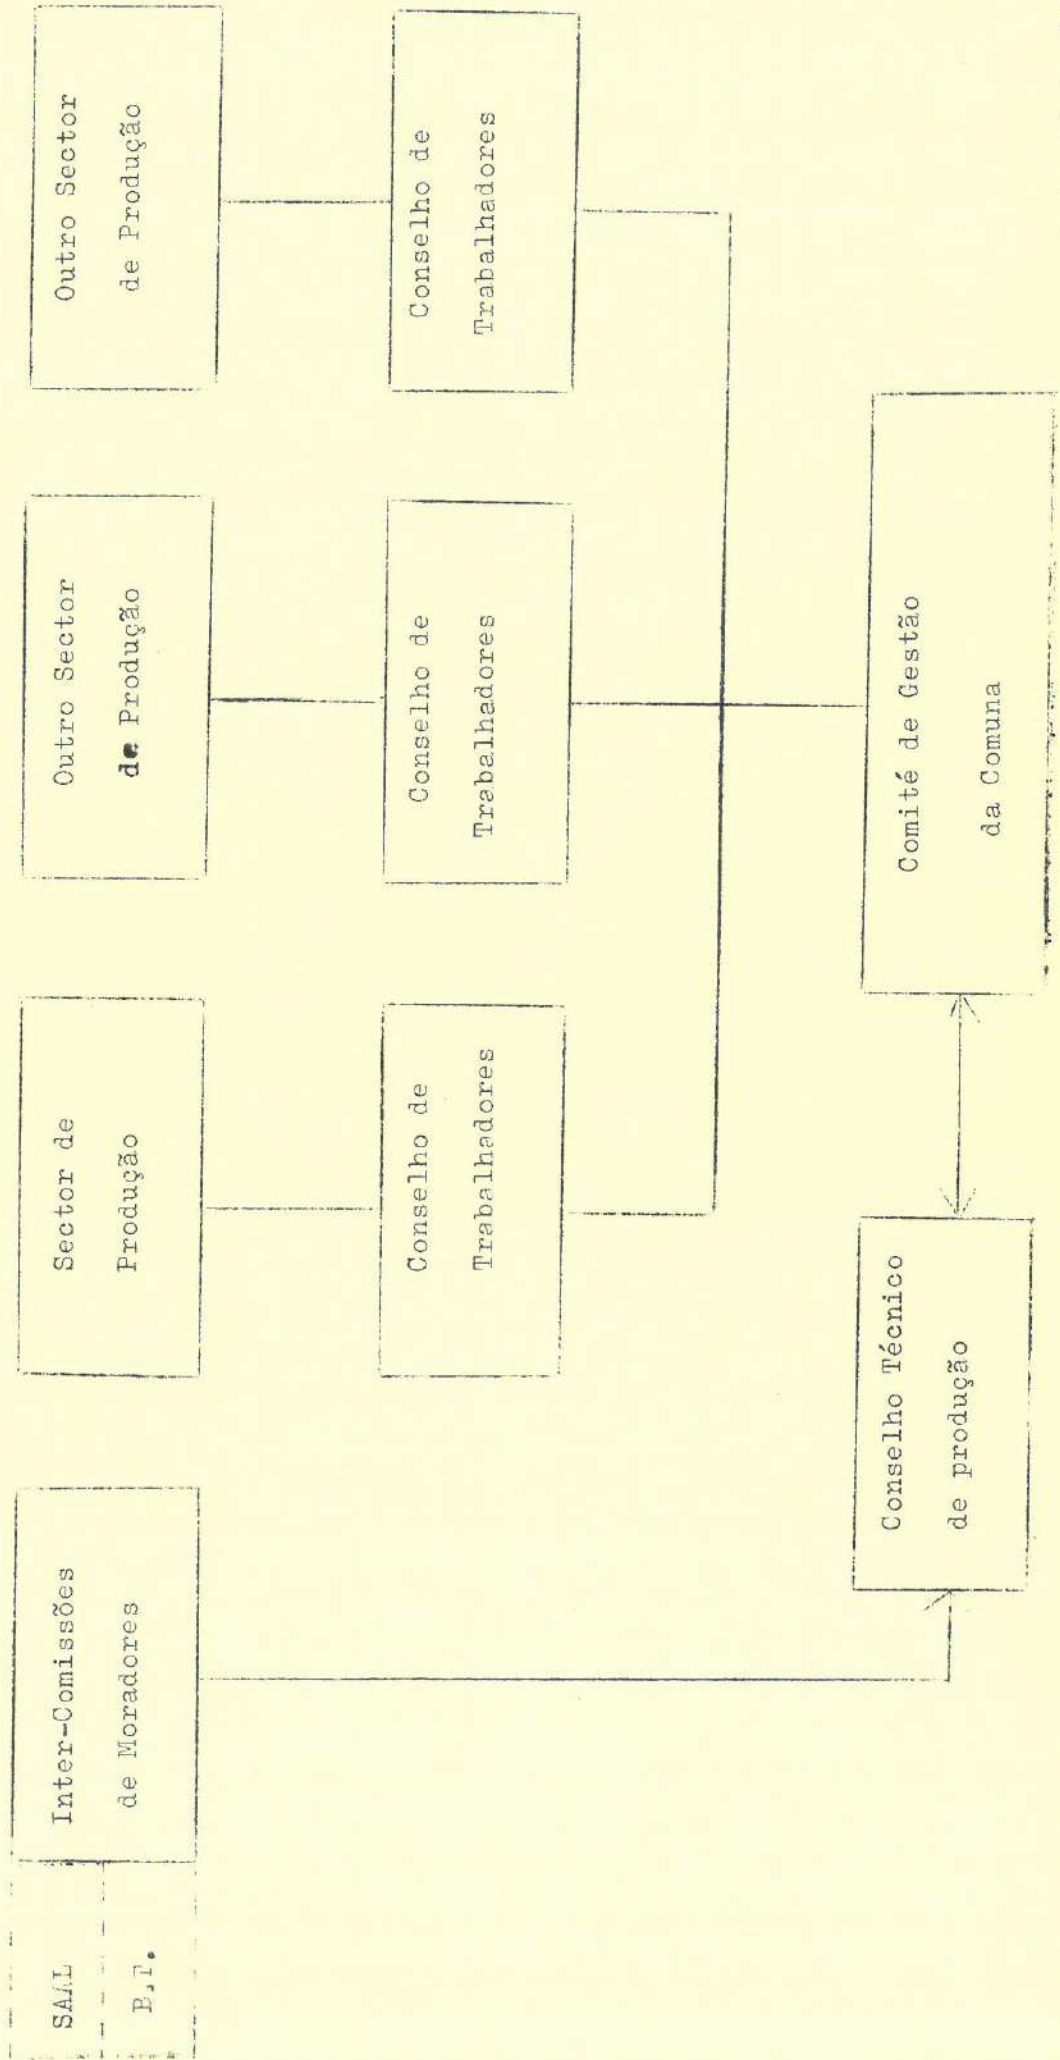 SAAL
Inter-Comissões
de Moradores
Sector de
Produção
Outro Sector
de Produção
Outro Sector
de Produção
Conselho de
Trabalhadores
Conselho de
Trabalhadores
Conselho de
Trabalhadores
Conselho Técnico
de produção
Comité de Gestão
da Comuna